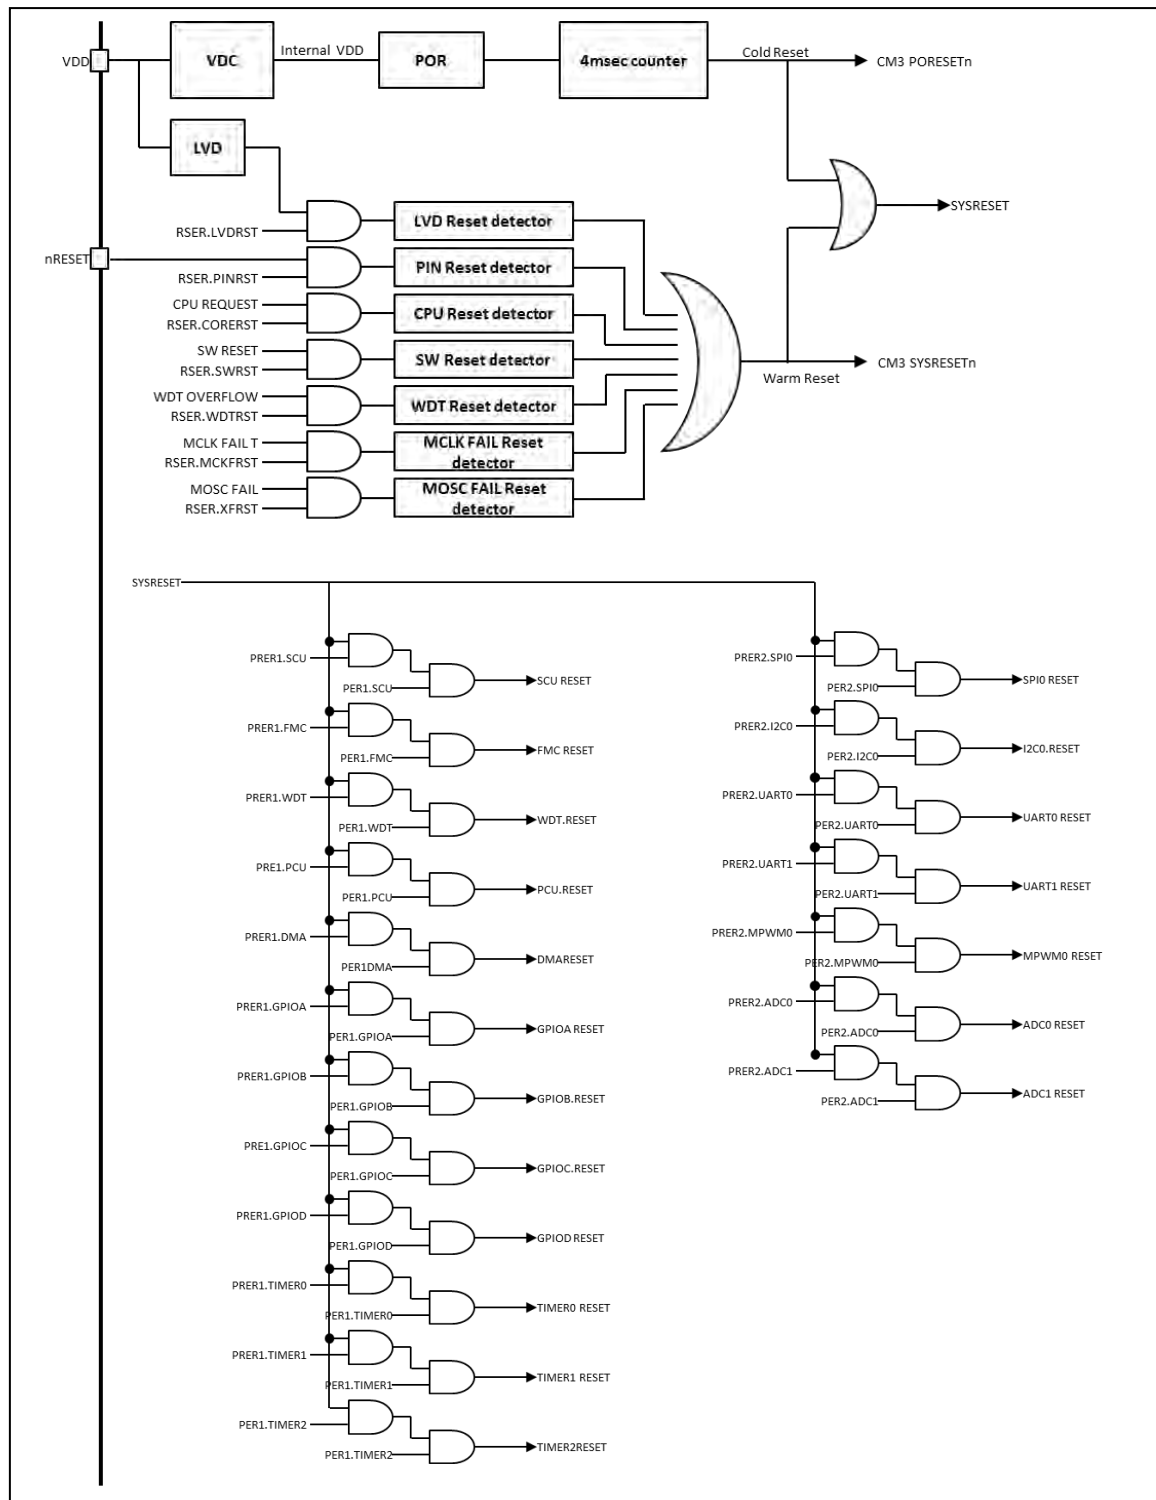 VDD
VDC
Internal VDD
POR
4msec counter
Cold Reset
CM3 PORESETn
LVD
SYSRESET
RSER.LVDRST
LVD Reset detector
nRESET
RSER.PINRST
PIN Reset detector
CPU REQUEST
RSER.CORERST
CPU Reset detector
SW RESET
RSER.SWRST
SW Reset detector
Warm Reset
CM3 SYSRESETn
WDT OVERFLOW
RSER.WDTRST
WDT Reset detector
MCLK FAIL T
RSER.MCKFRST
MCLK FAIL Reset
detector
MOSC FAIL
RSER.XFRST
MOSC FAIL Reset
detector
SYSRESET
PRER1.SCU
PER1.SCU
SCU RESET
PRER1.FMC
PER1.FMC
FMC RESET
PRER1.WDT
PER1.WDT
WDT.RESET
PRE1.PCU
PER1.PCU
PCU.RESET
PRER1.DMA
PER1DMA
DMARESET
PRER1.GPIOA
PER1.GPIOA
GPIOA RESET
PRER1.GPIOB
PER1.GPIOB
GPIOB.RESET
PRE1.GPIOC
PER1.GPIOC
GPIOC.RESET
PRER1.GPIOD
PER1.GPIOD
GPIOD RESET
PRER1.TIMER0
PER1.TIMER0
TIMER0 RESET
PRER1.TIMER1
PER1.TIMER1
TIMER1 RESET
PER1.TIMER2
PER1.TIMER2
TIMER2RESET
PRER2.SPI0
PER2.SPI0
SPI0 RESET
PRER2.I2C0
PER2.I2C0
I2C0.RESET
PRER2.UART0
PER2.UART0
UART0 RESET
PRER2.UART1
PER2.UART1
UART1 RESET
PRER2.MPWM0
PER2.MPWM0
MPWM0 RESET
PRER2.ADC0
PER2.ADC0
ADC0 RESET
PRER2.ADC1
PER2.ADC1
ADC1 RESET